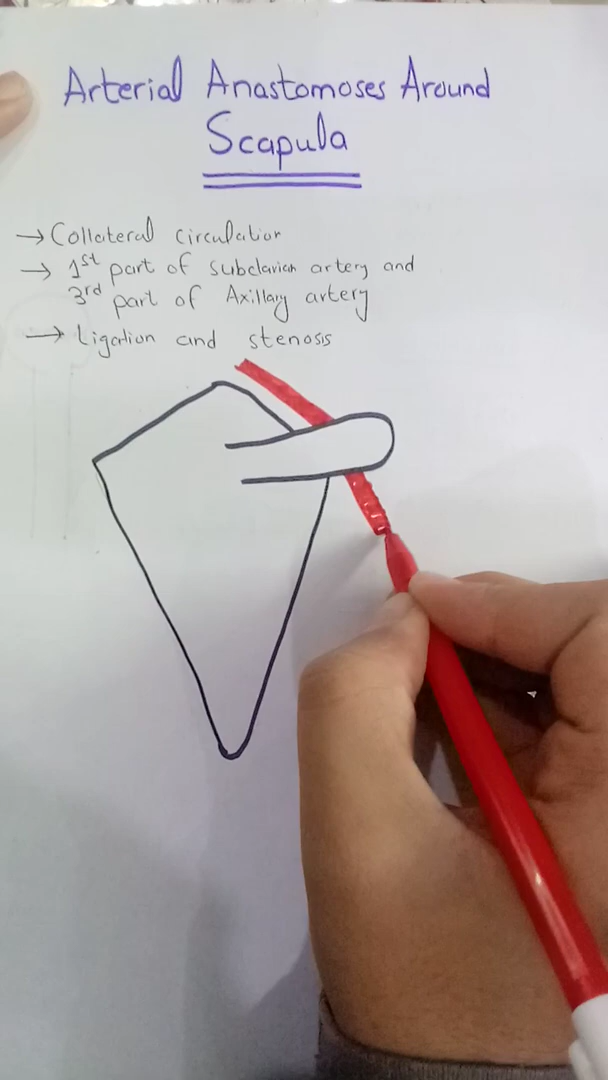 Arterial Anastomoses Around
Scapula
→ Collateral circulation
→ 1st part of subclavian artery and
3rd part of Axillary artery
→ Ligation and stenosis